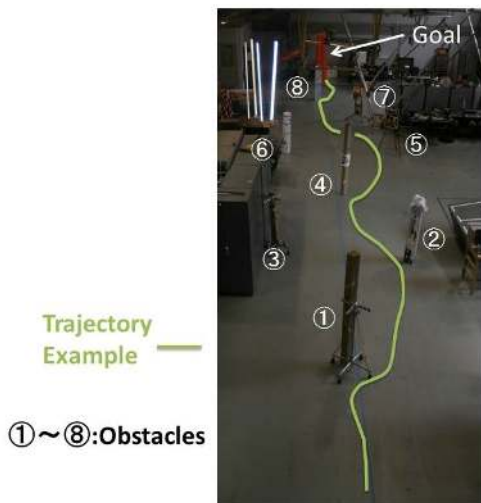 Goal
⑧
⑦
⑤
⑥
④
②
③
①
Trajectory
Example
①～⑧:Obstacles